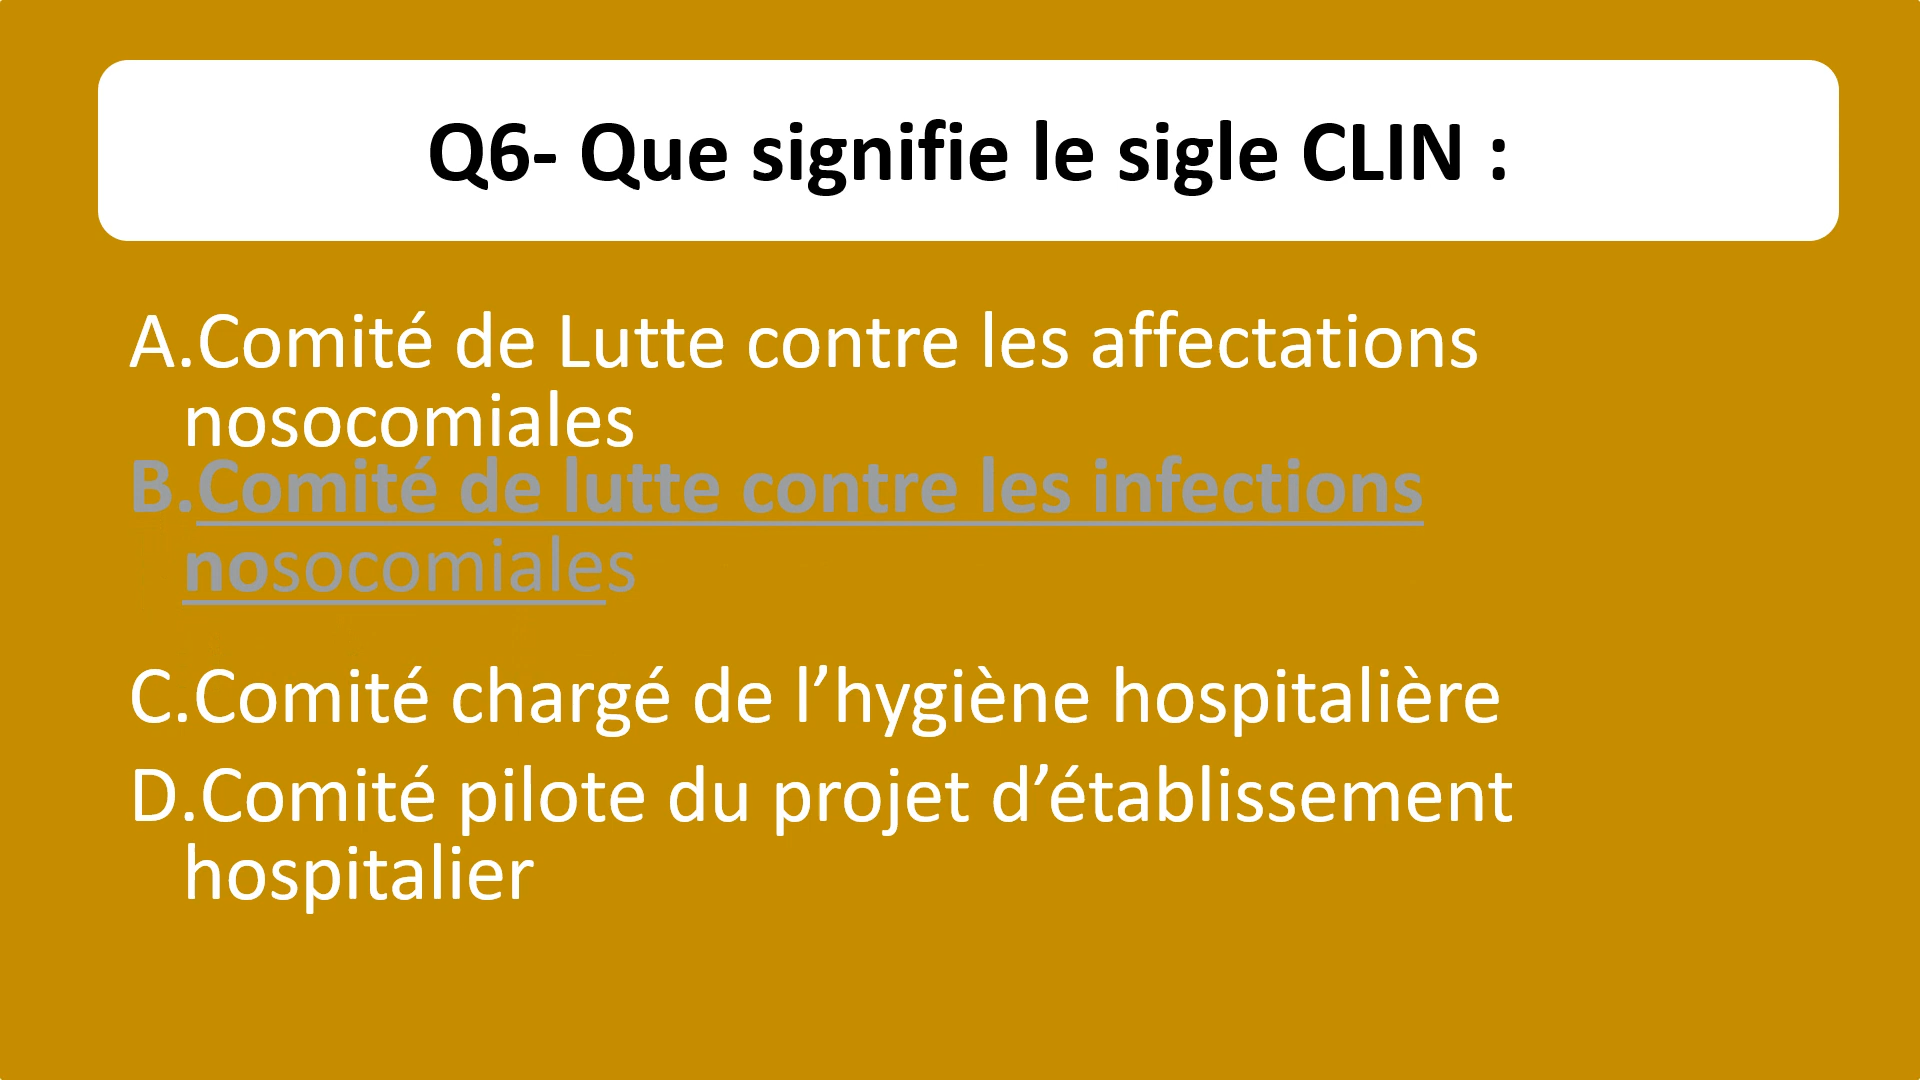 Q6- Que signifie le sigle CLIN :
A.Comité de Lutte contre les affectations
nosocomiales
B.Comité de lutte contre les infections
nosocomiales
C.Comité chargé de l’hygiène hospitalière
D.Comité pilote du projet d’établissement
hospitalier